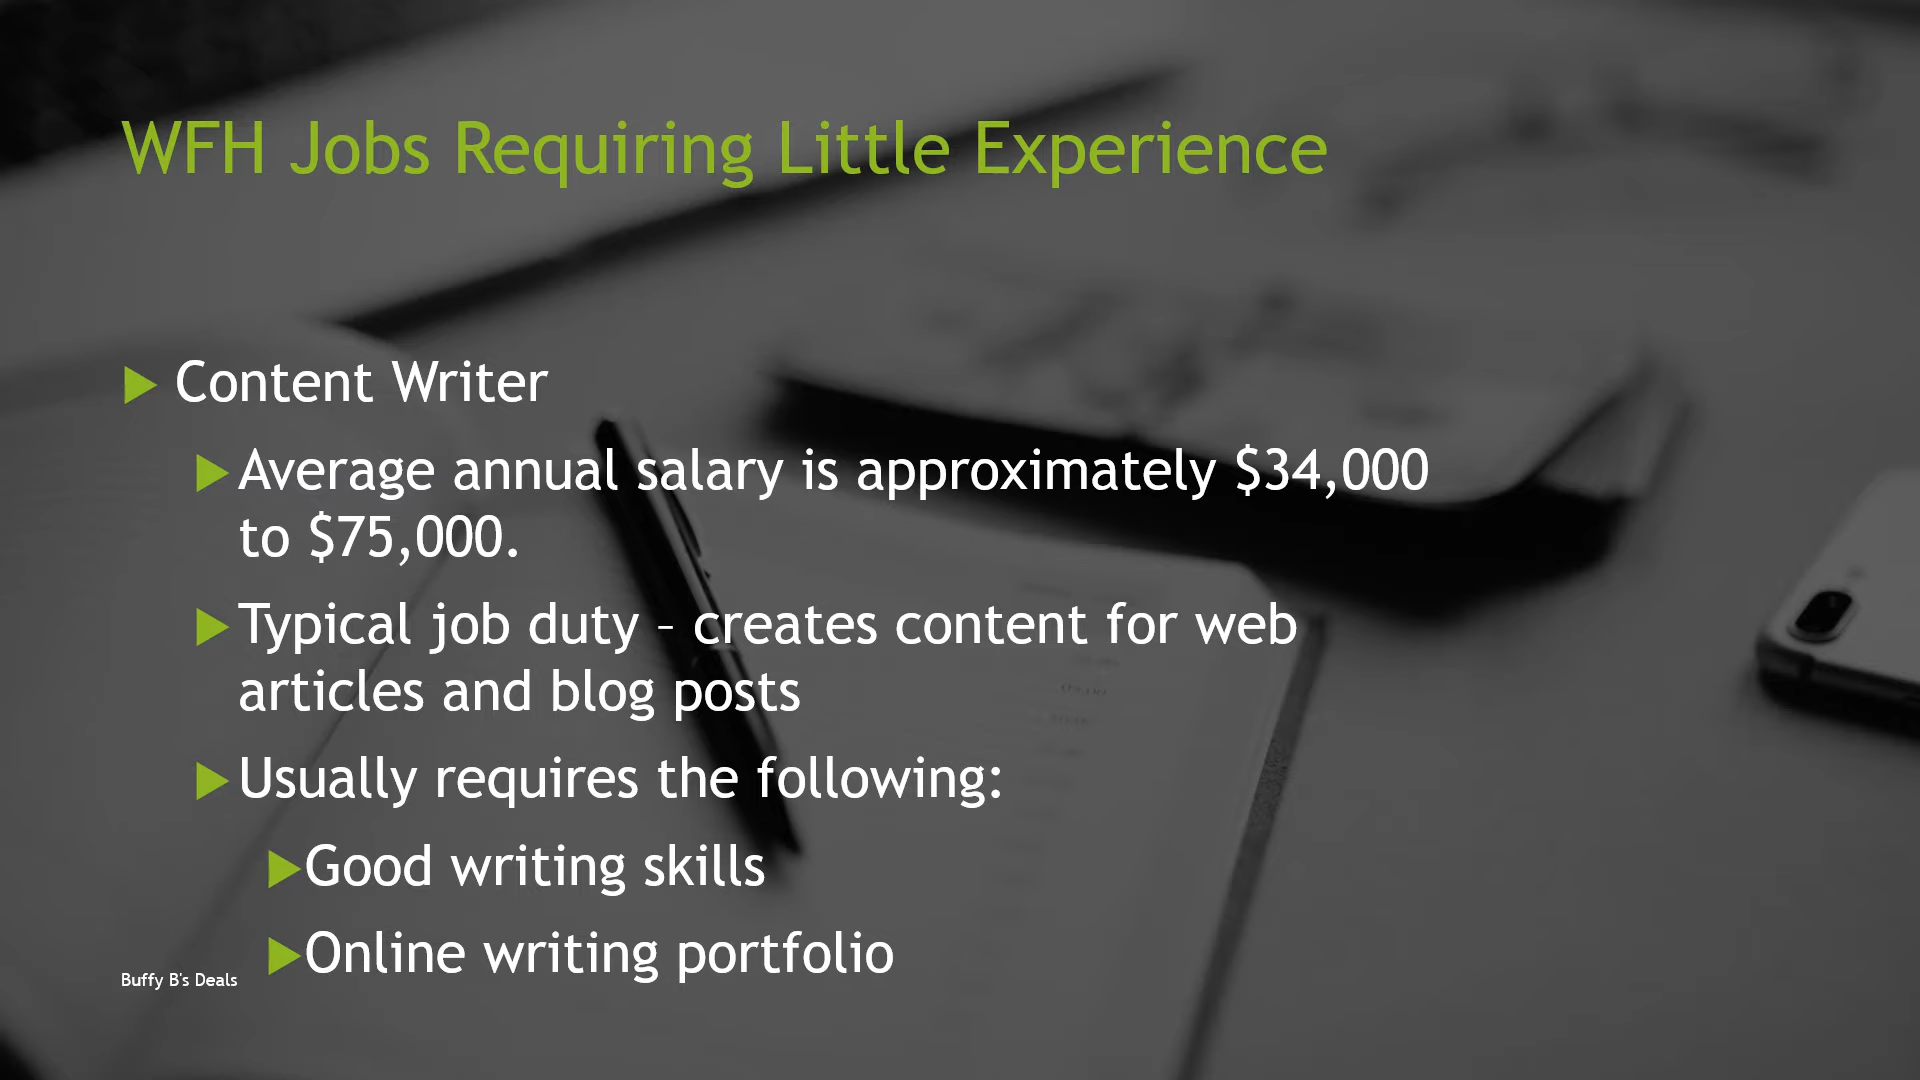 WFH Jobs Requiring Little Experience
Content Writer
Average annual salary is approximately $34,000
to $75,000.
Typical job duty – creates content for web
articles and blog posts
Usually requires the following:
Good writing skills
Online writing portfolio
Buffy B's Deals